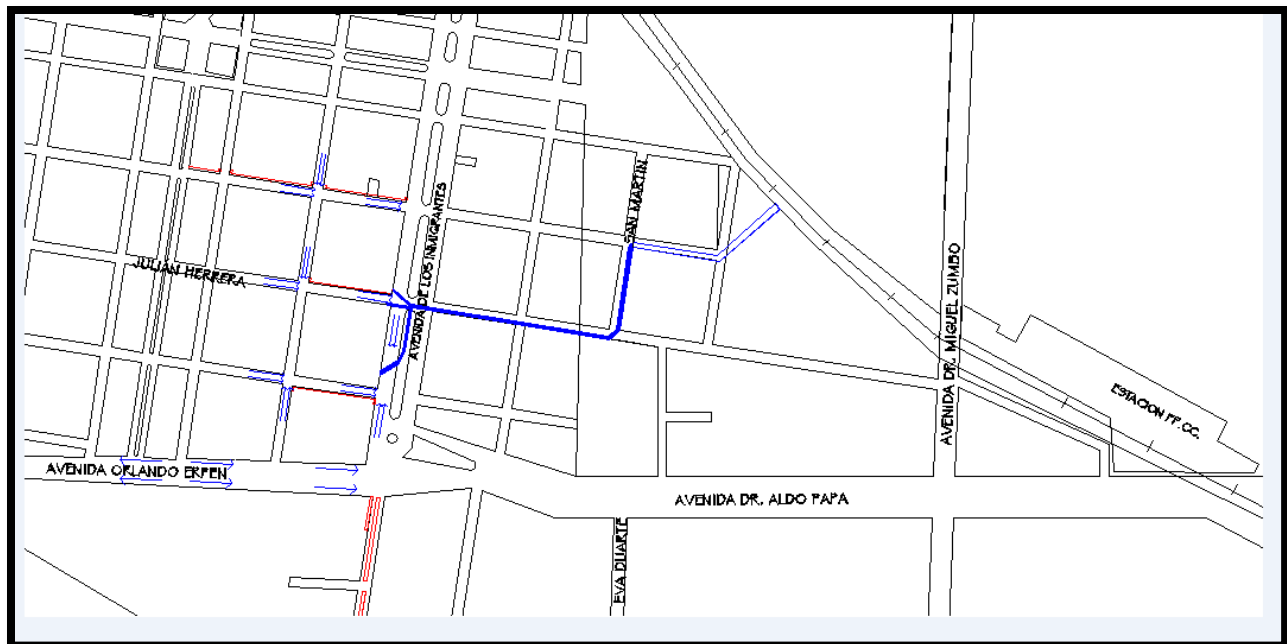 SAN MARTIN
AVENIDA DE LOS INMIGRANTES
JULIAN HERRERA
AVENIDA DR. MIGUEL ZUMBO
ESTACION FF.CC.
AVENIDA ORLANDO ERPEN
AVENIDA DR. ALDO PAPA
EVA DUARTE